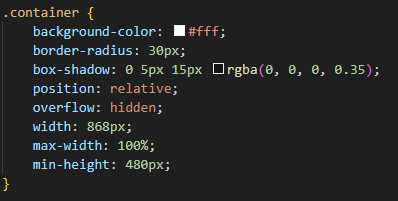 .container {
    background-color: #fff;
    border-radius: 30px;
    box-shadow: 0 5px 15px rgba(0, 0, 0, 0.35);
    position: relative;
    overflow: hidden;
    width: 868px;
    max-width: 100%;
    min-height: 480px;
}